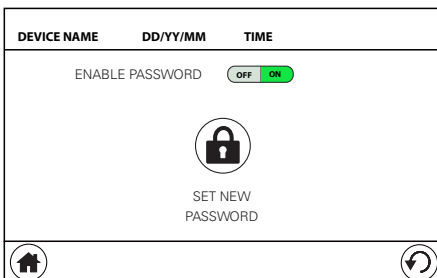 DEVICE NAME DD/YY/MM TIME
ENABLE PASSWORD OFF ON
SET NEW
PASSWORD